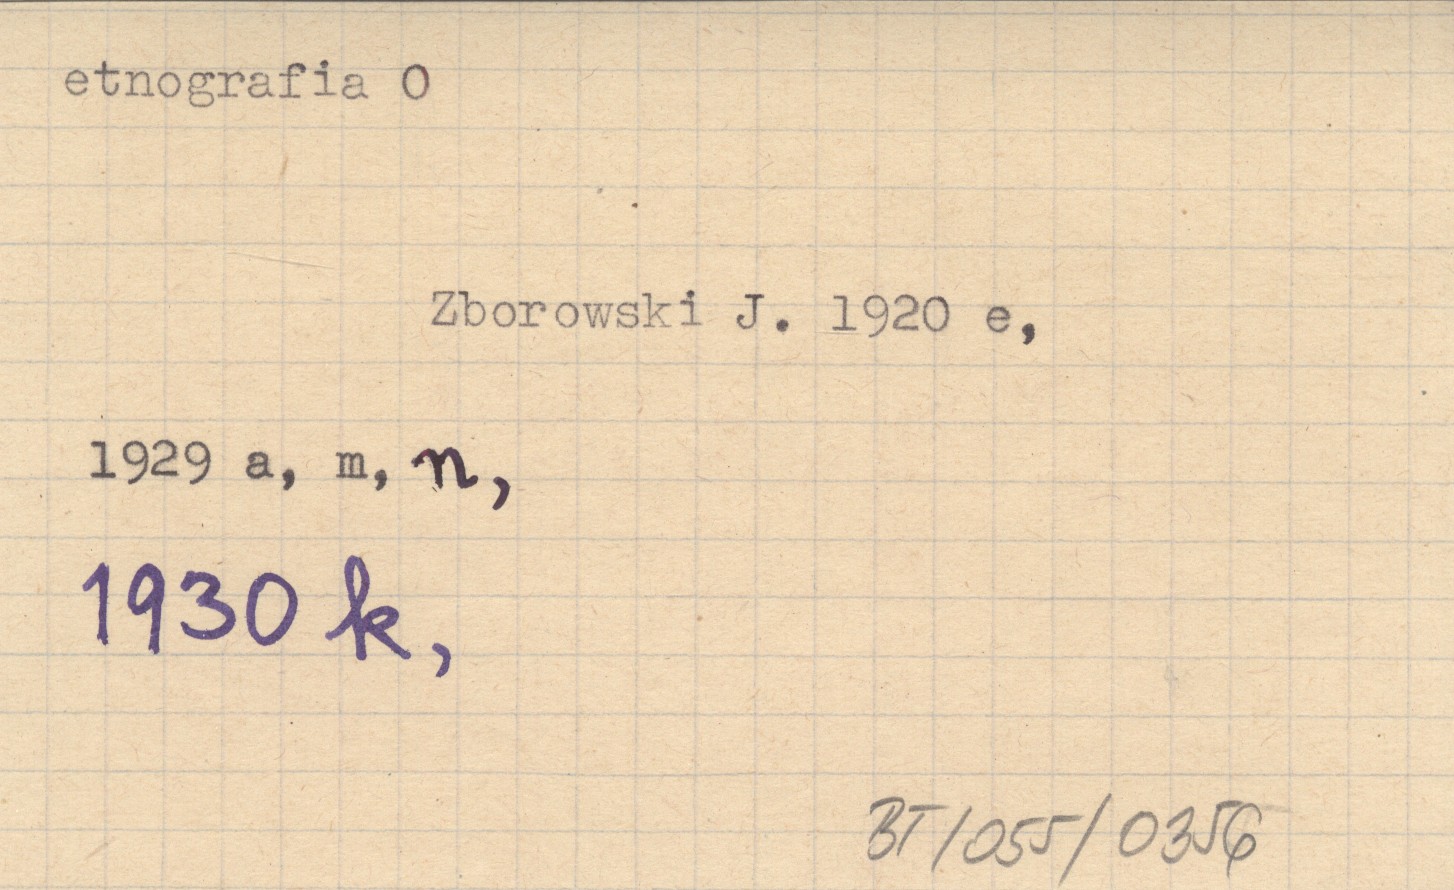 etnografia O
Zborowski J. 1920 e,
1929 a, m, n,
1930 k,
BT/055/0356